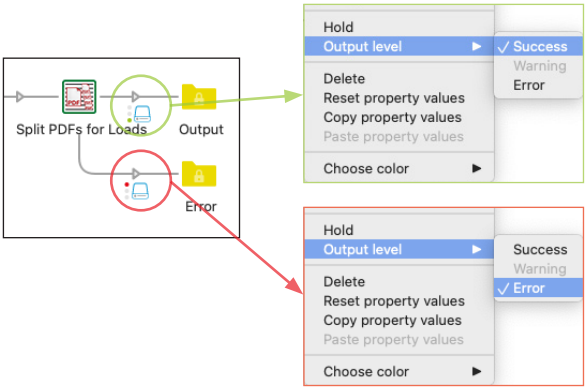 Hold
Output level
Success
Warning
Error
Delete
Reset property values
Copy property values
Paste property values
Choose color
PDF
Split PDFs for Loads
Output
Error
Hold
Output level
Success
Warning
Error
Delete
Reset property values
Copy property values
Paste property values
Choose color